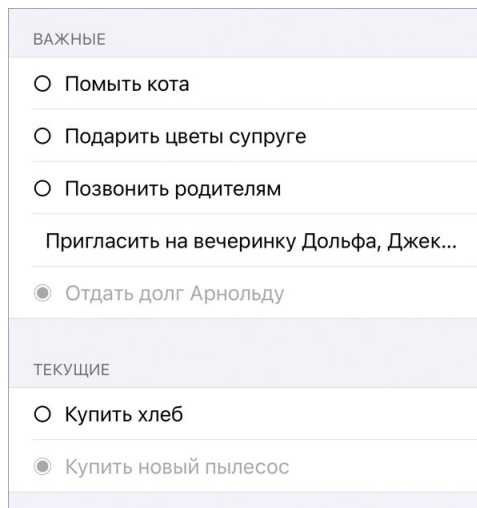 ВАЖНЫЕ
Помыть кота
Подарить цветы супруге
Позвонить родителям
Пригласить на вечеринку Дольфа, Джек...
Отдать долг Арнольду
ТЕКУЩИЕ
Купить хлеб
Купить новый пылесос